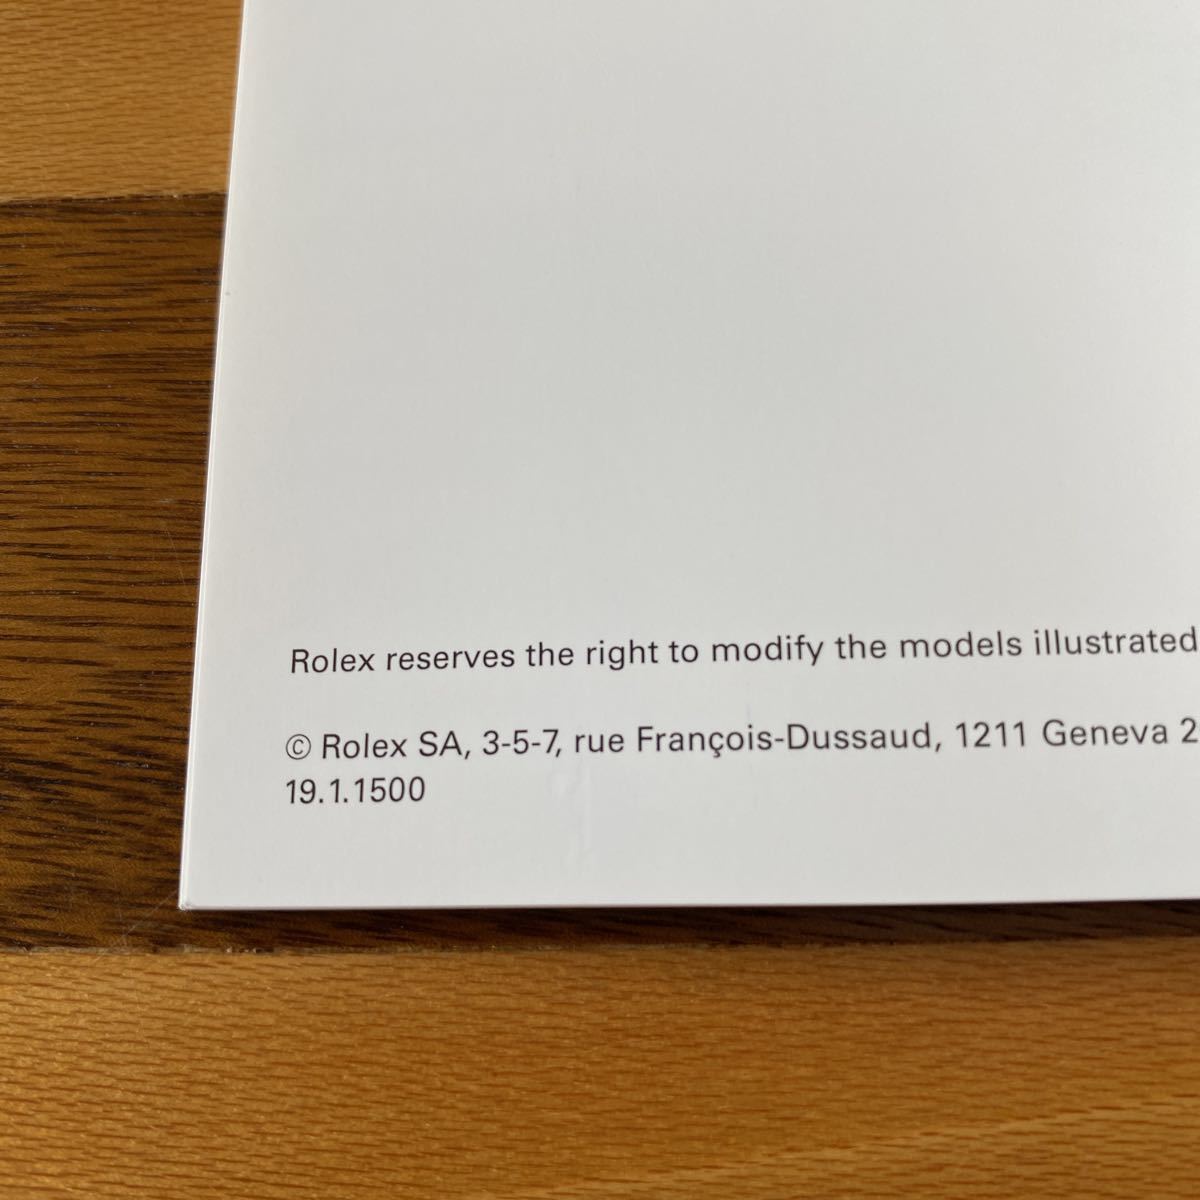 Rolex reserves the right to modify the models illustrated
© Rolex SA, 3-5-7, rue François-Dussaud, 1211 Geneva 2
19.1.1500